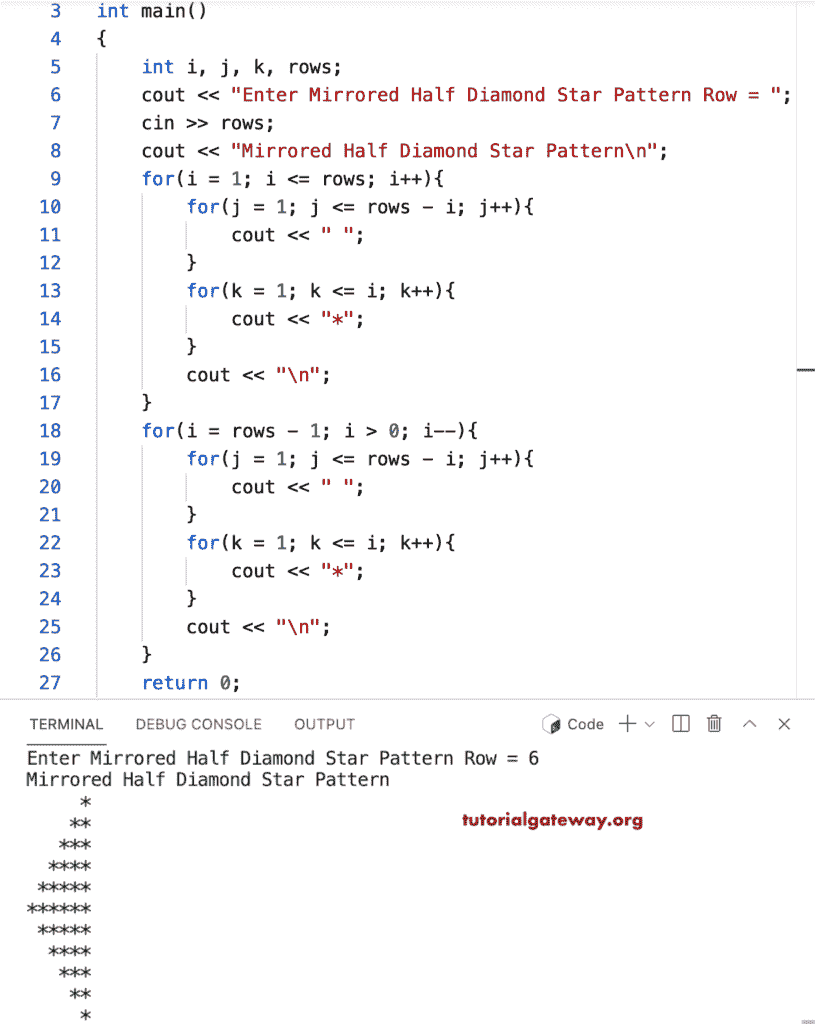 3 int main()
4 {
5     int i, j, k, rows;
6     cout << "Enter Mirrored Half Diamond Star Pattern Row = ";
7     cin >> rows;
8     cout << "Mirrored Half Diamond Star Pattern\n";
9     for(i = 1; i <= rows; i++){
10         for(j = 1; j <= rows - i; j++){
11             cout << " ";
12         }
13         for(k = 1; k <= i; k++){
14             cout << "*";
15         }
16         cout << "\n";
17     }
18     for(i = rows - 1; i > 0; i--){
19         for(j = 1; j <= rows - i; j++){
20             cout << " ";
21         }
22         for(k = 1; k <= i; k++){
23             cout << "*";
24         }
25         cout << "\n";
26     }
27     return 0;
TERMINAL DEBUG CONSOLE OUTPUT Code
Enter Mirrored Half Diamond Star Pattern Row = 6
Mirrored Half Diamond Star Pattern
     *
    ** tutorialgateway.org
   ***
  ****
 *****
******
 *****
  ****
   ***
    **
     *